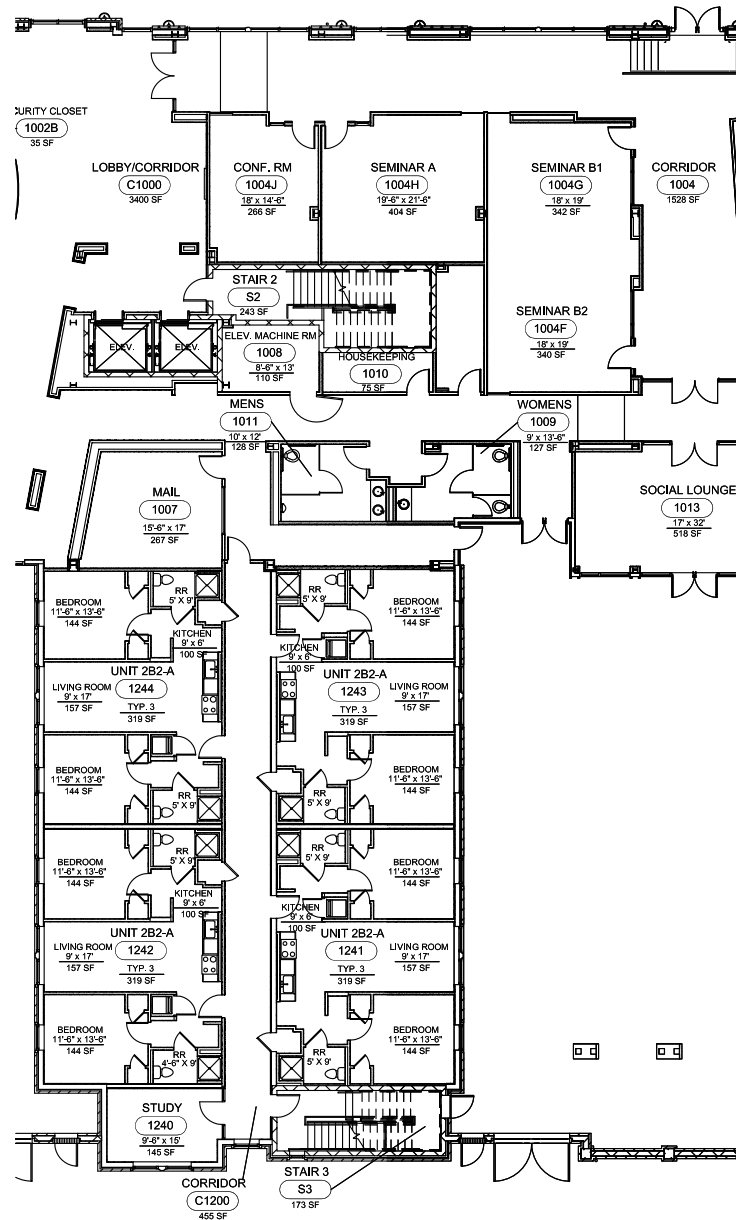 CURITY CLOSET
1002B
35 SF
LOBBY/CORRIDOR
C1000
3400 SF
CONF. RM
1004J
18' x 14'-6"
266 SF
SEMINAR A
1004H
19'-6" x 21'-6"
404 SF
SEMINAR B1
1004G
18' x 19'
342 SF
CORRIDOR
1004
1528 SF
STAIR 2
S2
243 SF
SEMINAR B2
1004F
18' x 19'
340 SF
ELEV.
ELEV.
ELEV. MACHINE RM
1008
8'-6" x 13'
110 SF
HOUSEKEEPING
1010
75 SF
MENS
1011
10' x 12'
128 SF
WOMENS
1009
9' x 13'-6"
127 SF
MAIL
1007
15'-6" x 17'
267 SF
SOCIAL LOUNGE
1013
17' x 32'
518 SF
BEDROOM
11'-6" x 13'-6"
144 SF
RR
5' X 9'
KITCHEN
9' x 6'
100 SF
UNIT 2B2-A
1244
TYP. 3
319 SF
LIVING ROOM
9' x 17'
157 SF
BEDROOM
11'-6" x 13'-6"
144 SF
RR
5' X 9'
RR
5' X 9'
BEDROOM
11'-6" x 13'-6"
144 SF
KITCHEN
9' x 6'
100 SF
UNIT 2B2-A
1243
TYP. 3
319 SF
LIVING ROOM
9' x 17'
157 SF
RR
5' X 9'
BEDROOM
11'-6" x 13'-6"
144 SF
BEDROOM
11'-6" x 13'-6"
144 SF
RR
5' X 9'
KITCHEN
9' x 6'
100 SF
UNIT 2B2-A
1242
TYP. 3
319 SF
LIVING ROOM
9' x 17'
157 SF
BEDROOM
11'-6" x 13'-6"
144 SF
RR
4'-6" X 9'
RR
5' X 9'
BEDROOM
11'-6" x 13'-6"
144 SF
KITCHEN
9' x 6'
100 SF
UNIT 2B2-A
1241
TYP. 3
319 SF
LIVING ROOM
9' x 17'
157 SF
RR
5' X 9'
BEDROOM
11'-6" x 13'-6"
144 SF
STUDY
1240
9'-6" x 15'
145 SF
CORRIDOR
C1200
455 SF
STAIR 3
S3
173 SF